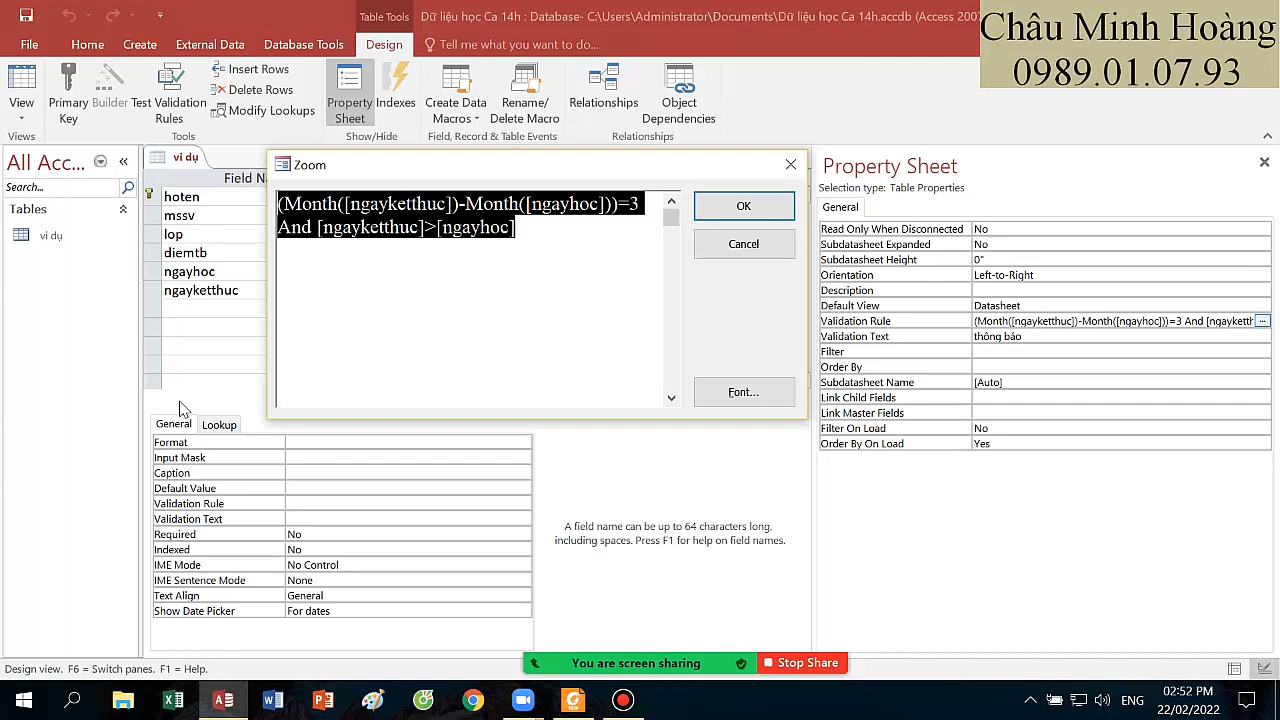 Table Tools
Dữ liệu học Ca 14h : Database- C:\Users\Administrator\Documents\Dữ liệu học Ca 14h.accdb (Access 2007
Châu Minh Hoàng
0989.01.07.93
File
Home
Create
External Data
Database Tools
Design
Tell me what you want to do...
View
Primary Key
Builder
Test Validation Rules
Insert Rows
Delete Rows
Modify Lookups
Property Sheet
Indexes
Create Data Macros
Rename/ Delete Macro
Relationships
Object Dependencies
Views
Tools
Show/Hide
Field, Record & Table Events
Relationships
All Acc...
Search...
Tables
ví dụ
ví dụ
Field N
hoten
mssv
lop
diemtb
ngayhoc
ngayketthuc
Zoom
(Month([ngayketthuc])-Month([ngayhoc]))=3
And [ngayketthuc]>[ngayhoc]
OK
Cancel
Font...
General
Lookup
Format
Input Mask
Caption
Default Value
Validation Rule
Validation Text
Required No
Indexed No
IME Mode No Control
IME Sentence Mode None
Text Align General
Show Date Picker For dates
A field name can be up to 64 characters long,
including spaces. Press F1 for help on field names.
Property Sheet
Selection type: Table Properties
General
Read Only When Disconnected No
Subdatasheet Expanded No
Subdatasheet Height 0"
Orientation Left-to-Right
Description
Default View Datasheet
Validation Rule (Month([ngayketthuc])-Month([ngayhoc]))=3 And [ngayketth
Validation Text thông báo
Filter
Order By
Subdatasheet Name [Auto]
Link Child Fields
Link Master Fields
Filter On Load No
Order By On Load Yes
Design view. F6 = Switch panes. F1 = Help.
You are screen sharing
Stop Share
ENG
02:52 PM
22/02/2022